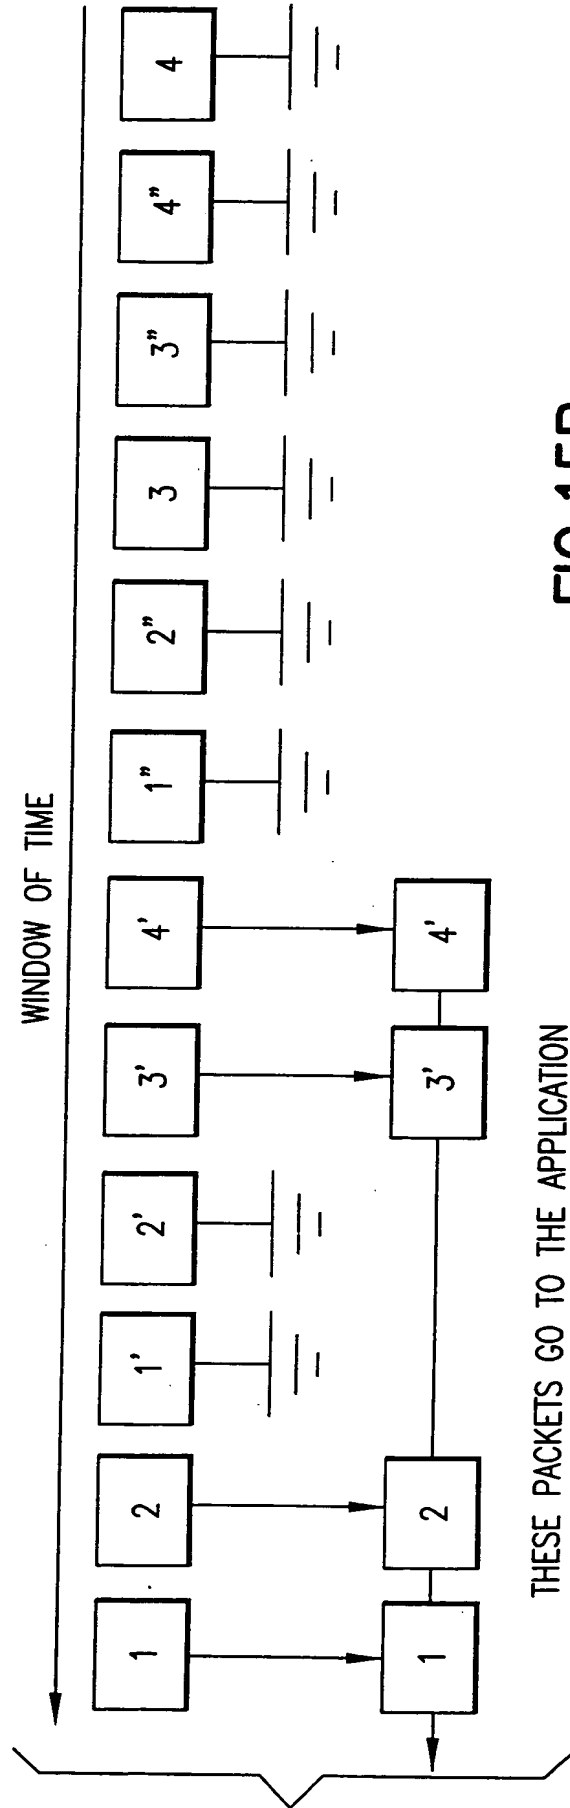 WINDOW OF TIME
1 2 1' 2' 3' 4' 1" 2" 3 3" 4" 4
1 2 3' 4'
THESE PACKETS GO TO THE APPLICATION